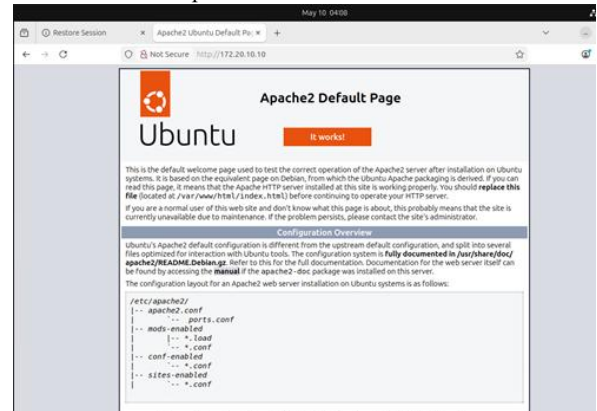 May 10 04:08
Restore Session
Apache2 Ubuntu Default Pa
Not Secure http://172.20.10.10
Apache2 Default Page
Ubuntu
It works!
This is the default welcome page used to test the correct operation of the Apache2 server after installation on Ubuntu
systems. It is based on the equivalent page on Debian, from which the Ubuntu Apache packaging is derived. If you can
read this page, it means that the Apache HTTP server installed at this site is working properly. You should replace this
file (located at /var/www/html/index.html) before continuing to operate your HTTP server.
If you are a normal user of this web site and don't know what this page is about, this probably means that the site is
currently unavailable due to maintenance. If the problem persists, please contact the site's administrator.
Configuration Overview
Ubuntu's Apache2 default configuration is different from the upstream default configuration, and split into several
files optimized for interaction with Ubuntu tools. The configuration system is fully documented in /usr/share/doc/
apache2/README.Debian.gz. Refer to this for the full documentation. Documentation for the web server itself can
be found by accessing the manual if the apache2-doc package was installed on this server.
The configuration layout for an Apache2 web server installation on Ubuntu systems is as follows:
/etc/apache2/
|-- apache2.conf
|       `-- ports.conf
|-- mods-enabled
|       |-- *.load
|       `-- *.conf
|-- conf-enabled
|       `-- *.conf
|-- sites-enabled
|       `-- *.conf